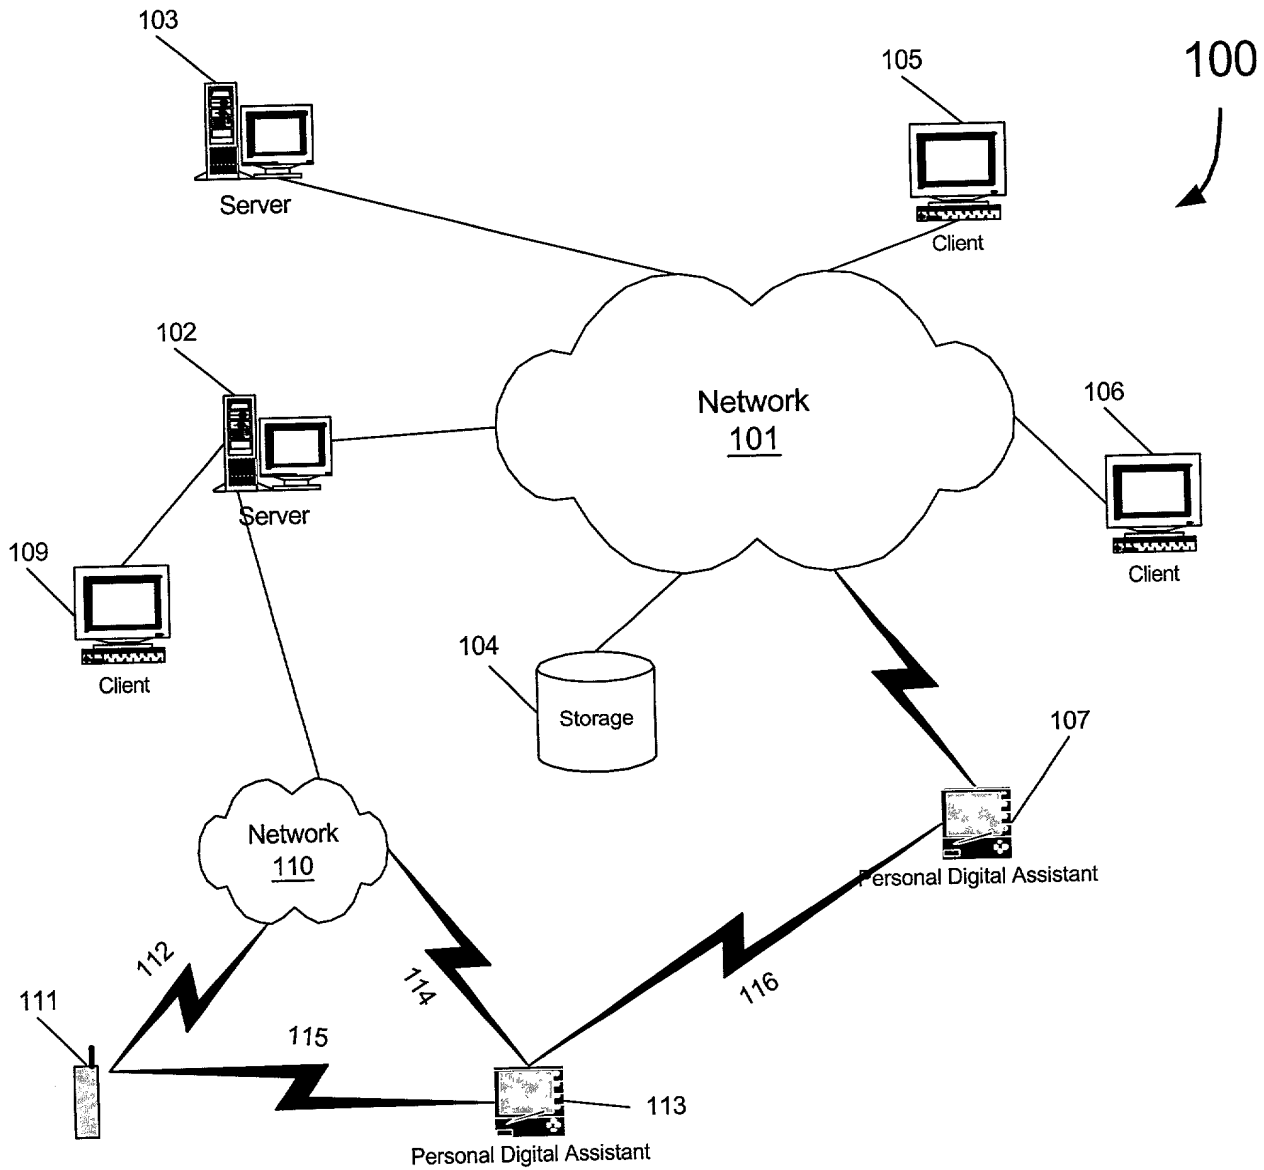 103
105
100
Server
Client
102
Network
101
106
Server
109
Client
Client
104
Storage
107
Network
110
Personal Digital Assistant
112
114
116
111
115
113
Personal Digital Assistant